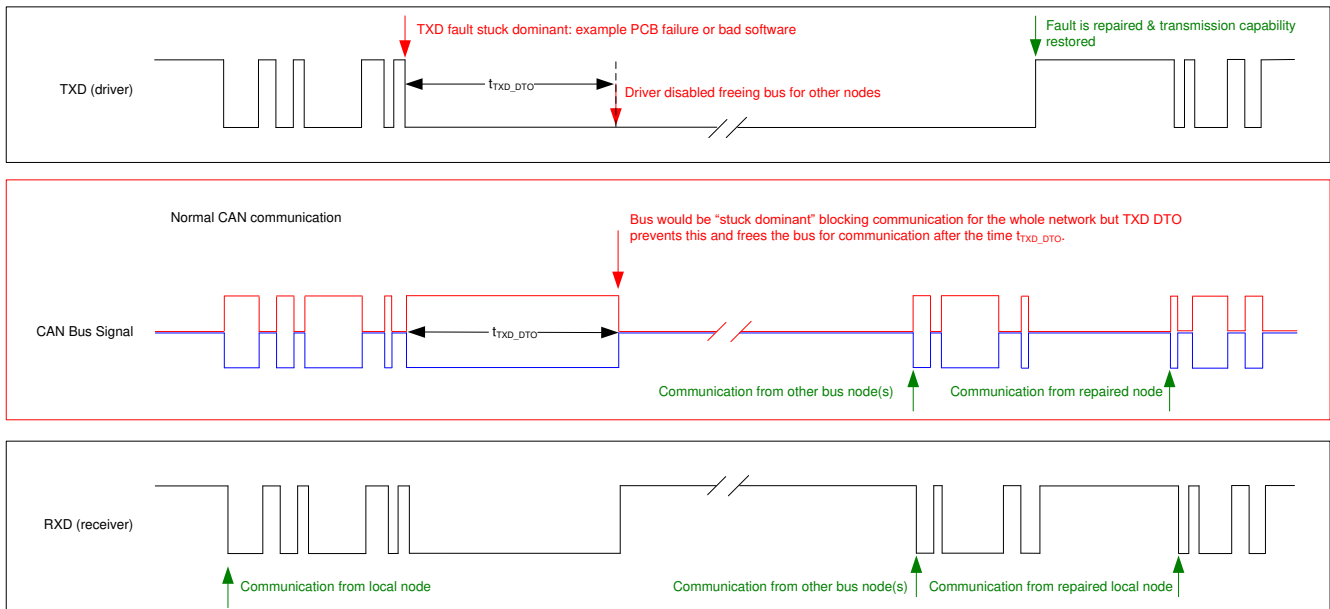 TXD fault stuck dominant: example PCB failure or bad software
Fault is repaired & transmission capability
restored
TXD (driver)
tTXD_DTO
Driver disabled freeing bus for other nodes
Normal CAN communication
Bus would be “stuck dominant” blocking communication for the whole network but TXD DTO
prevents this and frees the bus for communication after the time tTXD_DTO.
CAN Bus Signal
tTXD_DTO
Communication from other bus node(s)
Communication from repaired node
RXD (receiver)
Communication from local node
Communication from other bus node(s)
Communication from repaired local node